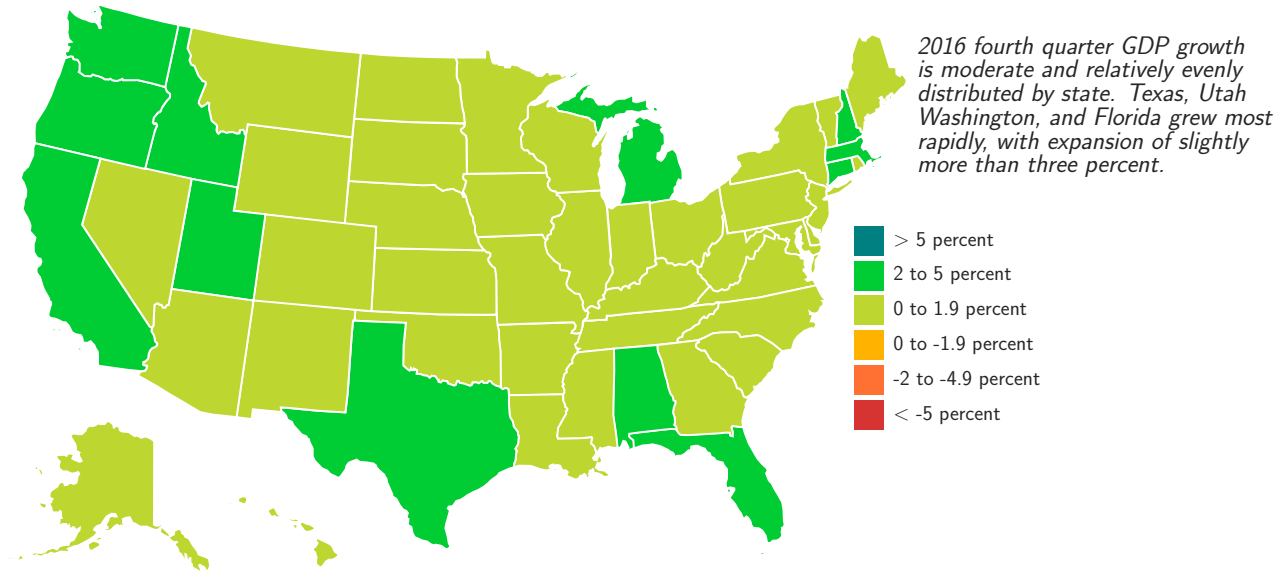 2016 fourth quarter GDP growth
is moderate and relatively evenly
distributed by state. Texas, Utah
Washington, and Florida grew most
rapidly, with expansion of slightly
more than three percent.
> 5 percent
2 to 5 percent
0 to 1.9 percent
0 to -1.9 percent
-2 to -4.9 percent
< -5 percent